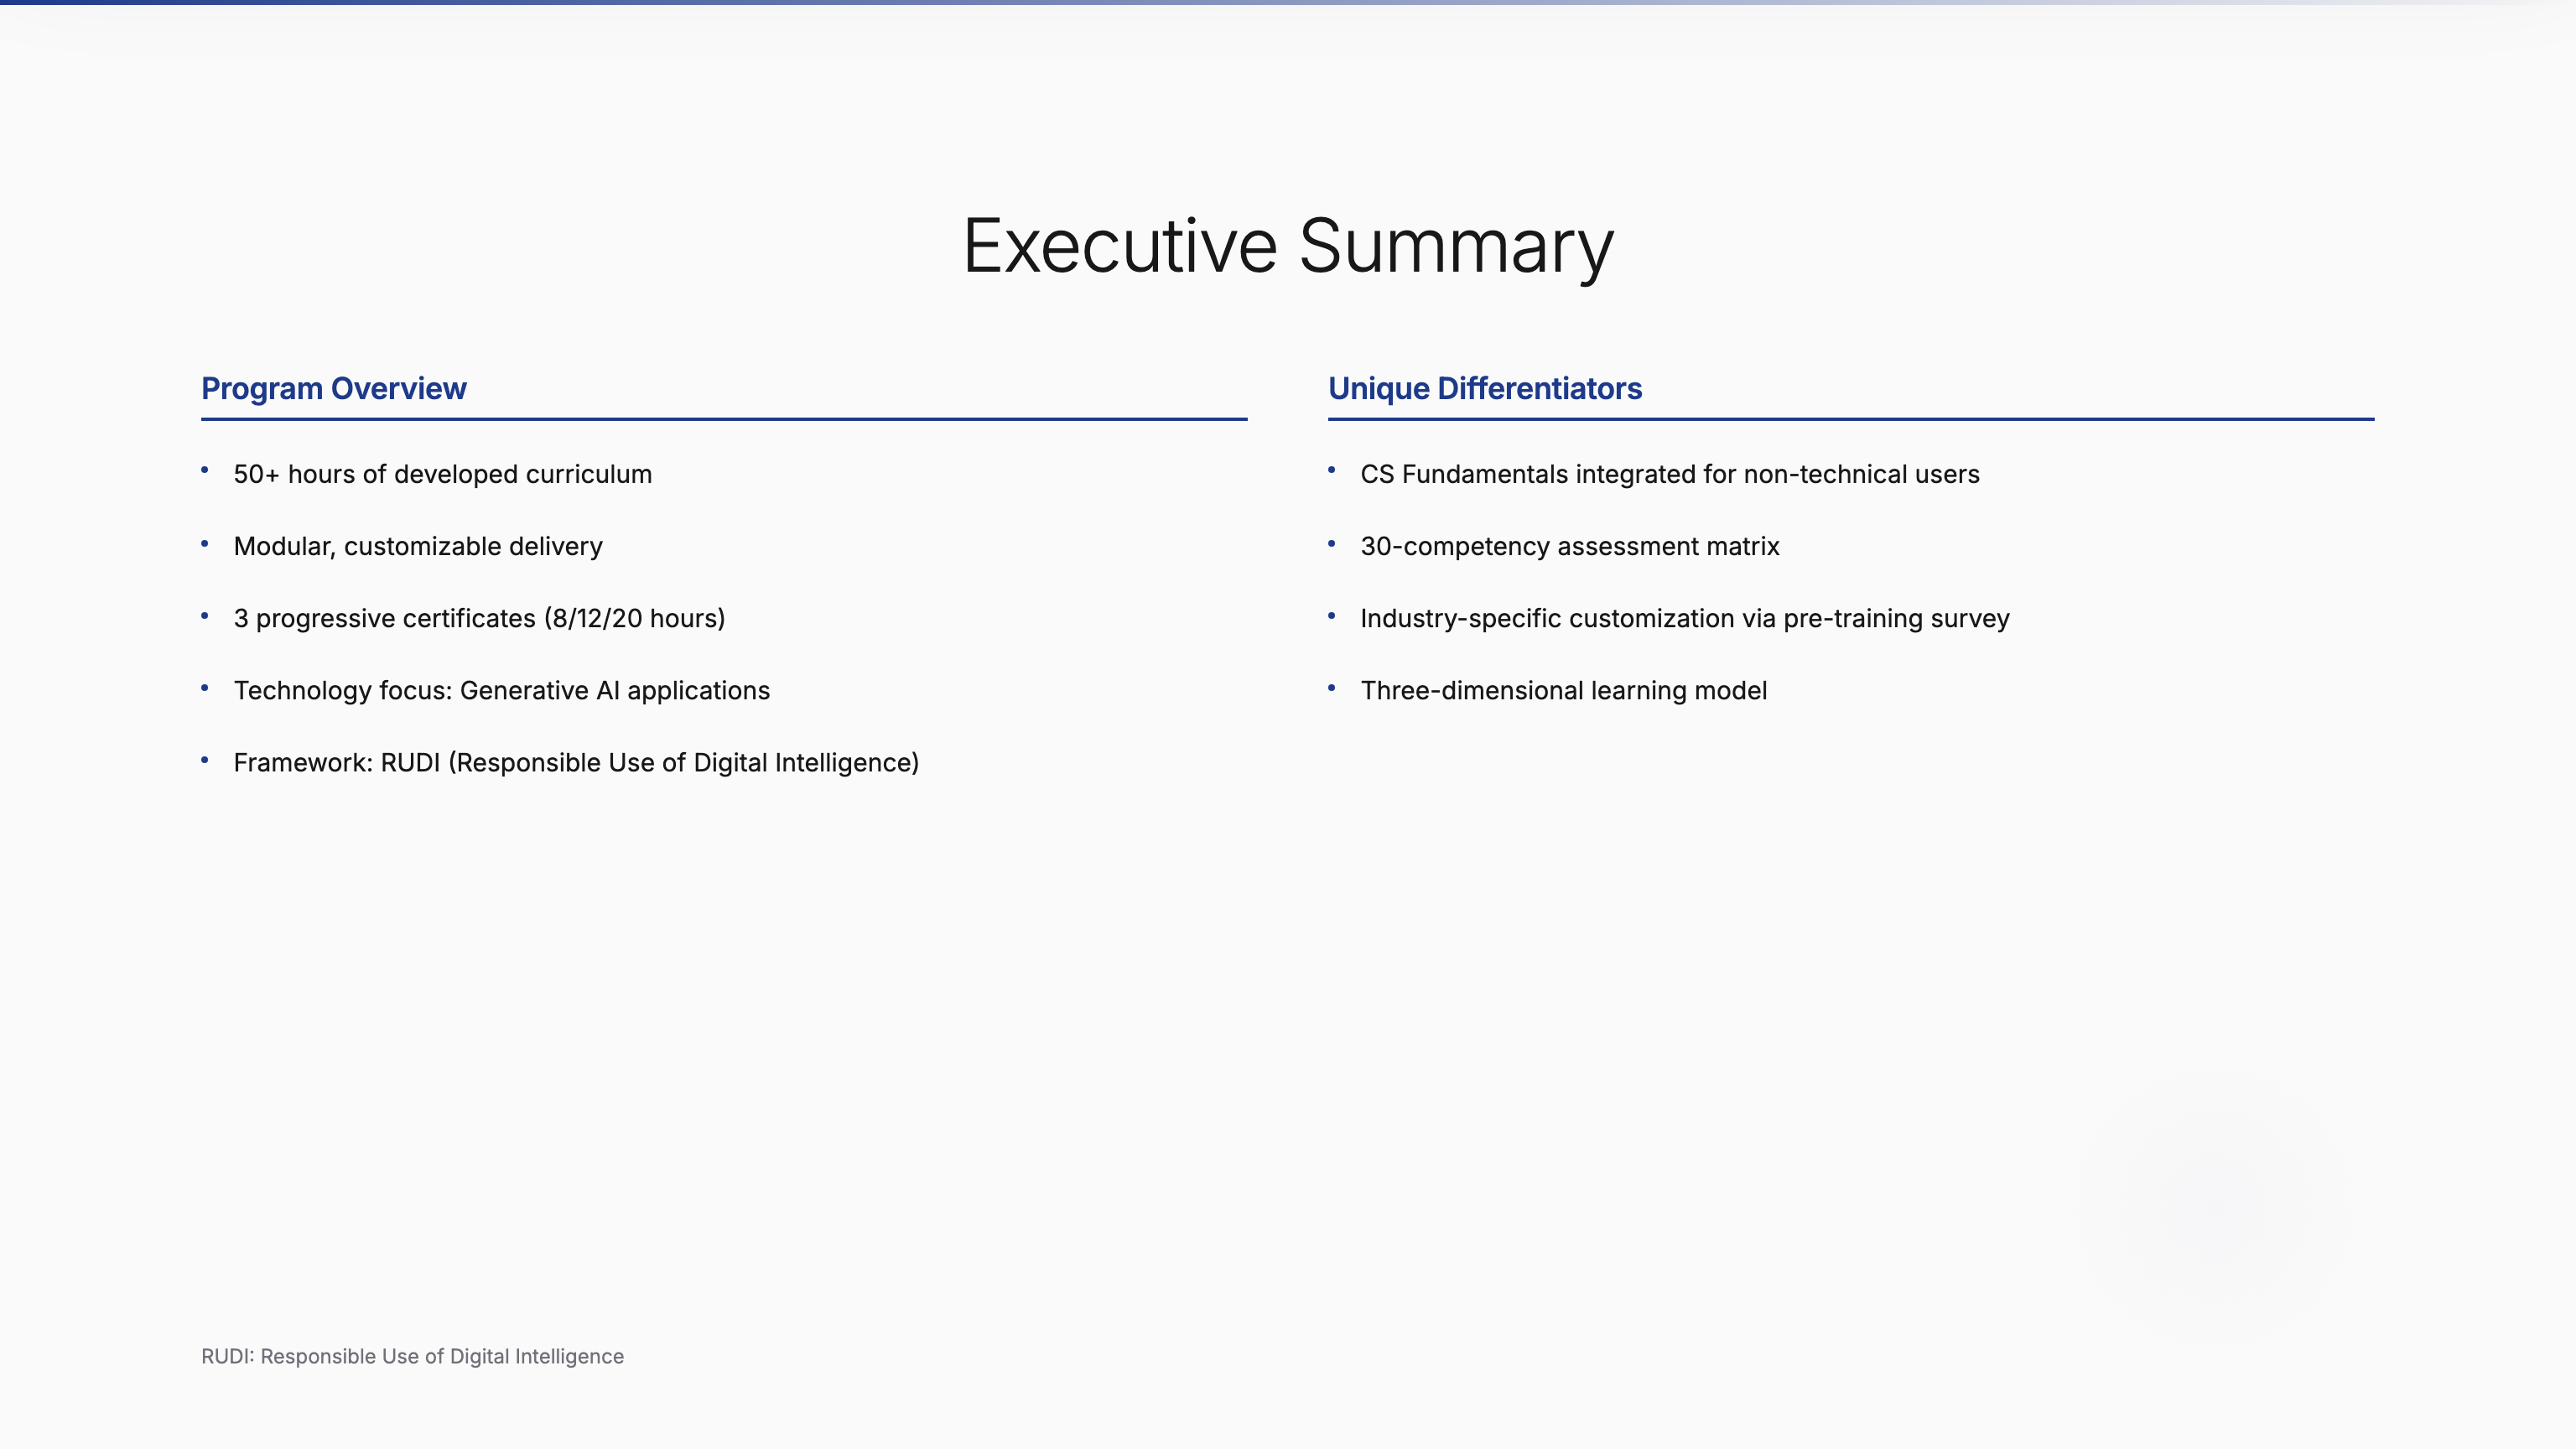 Executive Summary
Program Overview
• 50+ hours of developed curriculum
• Modular, customizable delivery
• 3 progressive certificates (8/12/20 hours)
• Technology focus: Generative AI applications
• Framework: RUDI (Responsible Use of Digital Intelligence)
Unique Differentiators
• CS Fundamentals integrated for non-technical users
• 30-competency assessment matrix
• Industry-specific customization via pre-training survey
• Three-dimensional learning model
RUDI: Responsible Use of Digital Intelligence